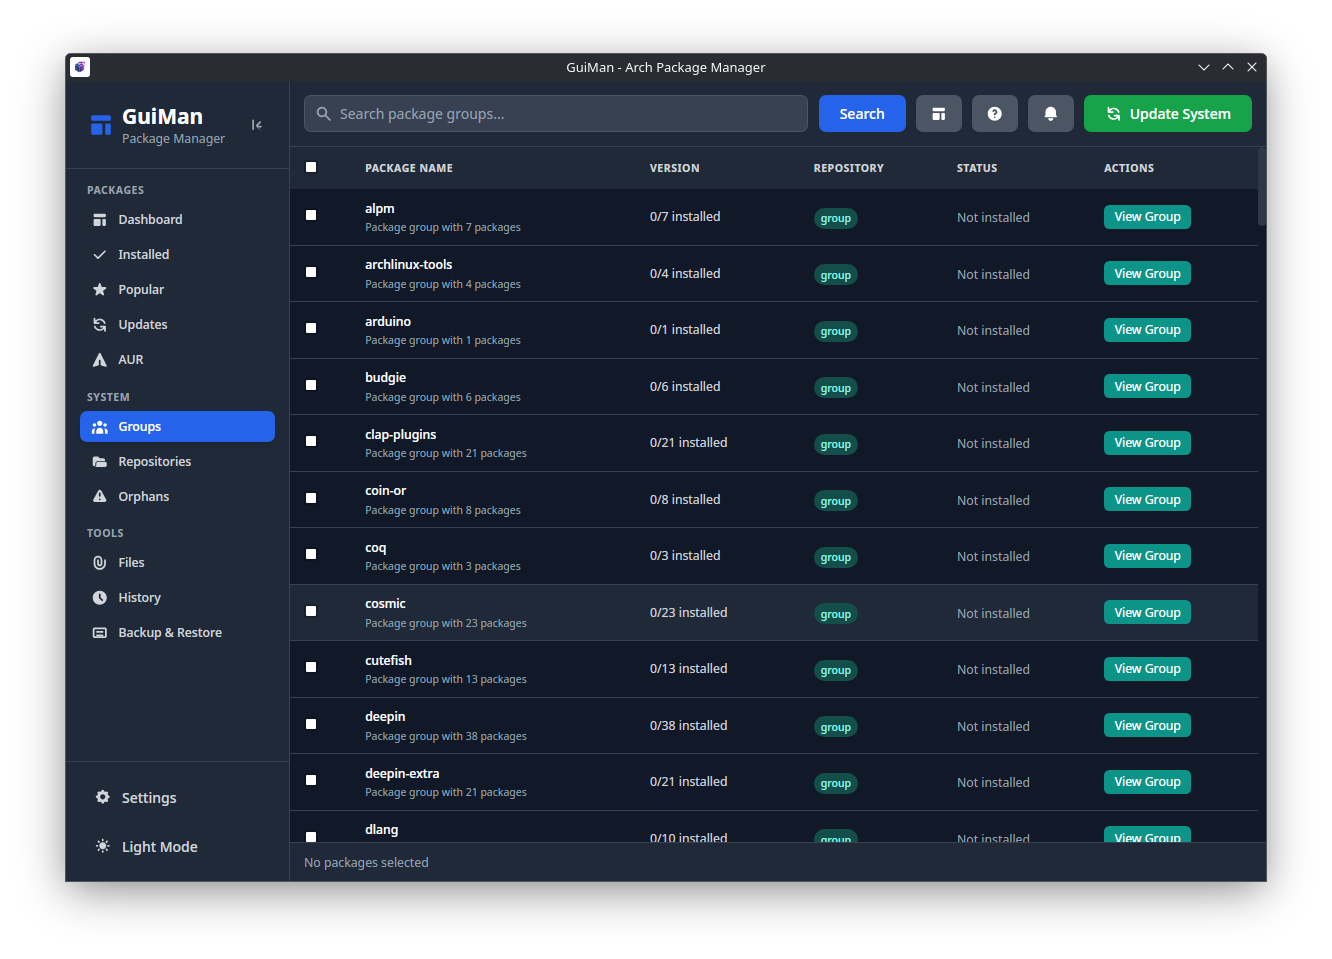 GuiMan - Arch Package Manager
GuiMan
Package Manager
PACKAGES
Dashboard
Installed
Popular
Updates
AUR
SYSTEM
Groups
Repositories
Orphans
TOOLS
Files
History
Backup & Restore
Settings
Light Mode
Search package groups...
Search
Update System
PACKAGE NAME VERSION REPOSITORY STATUS ACTIONS
alpm
Package group with 7 packages
0/7 installed group Not installed View Group
archlinux-tools
Package group with 4 packages
0/4 installed group Not installed View Group
arduino
Package group with 1 packages
0/1 installed group Not installed View Group
budgie
Package group with 6 packages
0/6 installed group Not installed View Group
clap-plugins
Package group with 21 packages
0/21 installed group Not installed View Group
coin-or
Package group with 8 packages
0/8 installed group Not installed View Group
coq
Package group with 3 packages
0/3 installed group Not installed View Group
cosmic
Package group with 23 packages
0/23 installed group Not installed View Group
cutefish
Package group with 13 packages
0/13 installed group Not installed View Group
deepin
Package group with 38 packages
0/38 installed group Not installed View Group
deepin-extra
Package group with 21 packages
0/21 installed group Not installed View Group
dlang
0/10 installed group Not installed View Group
No packages selected